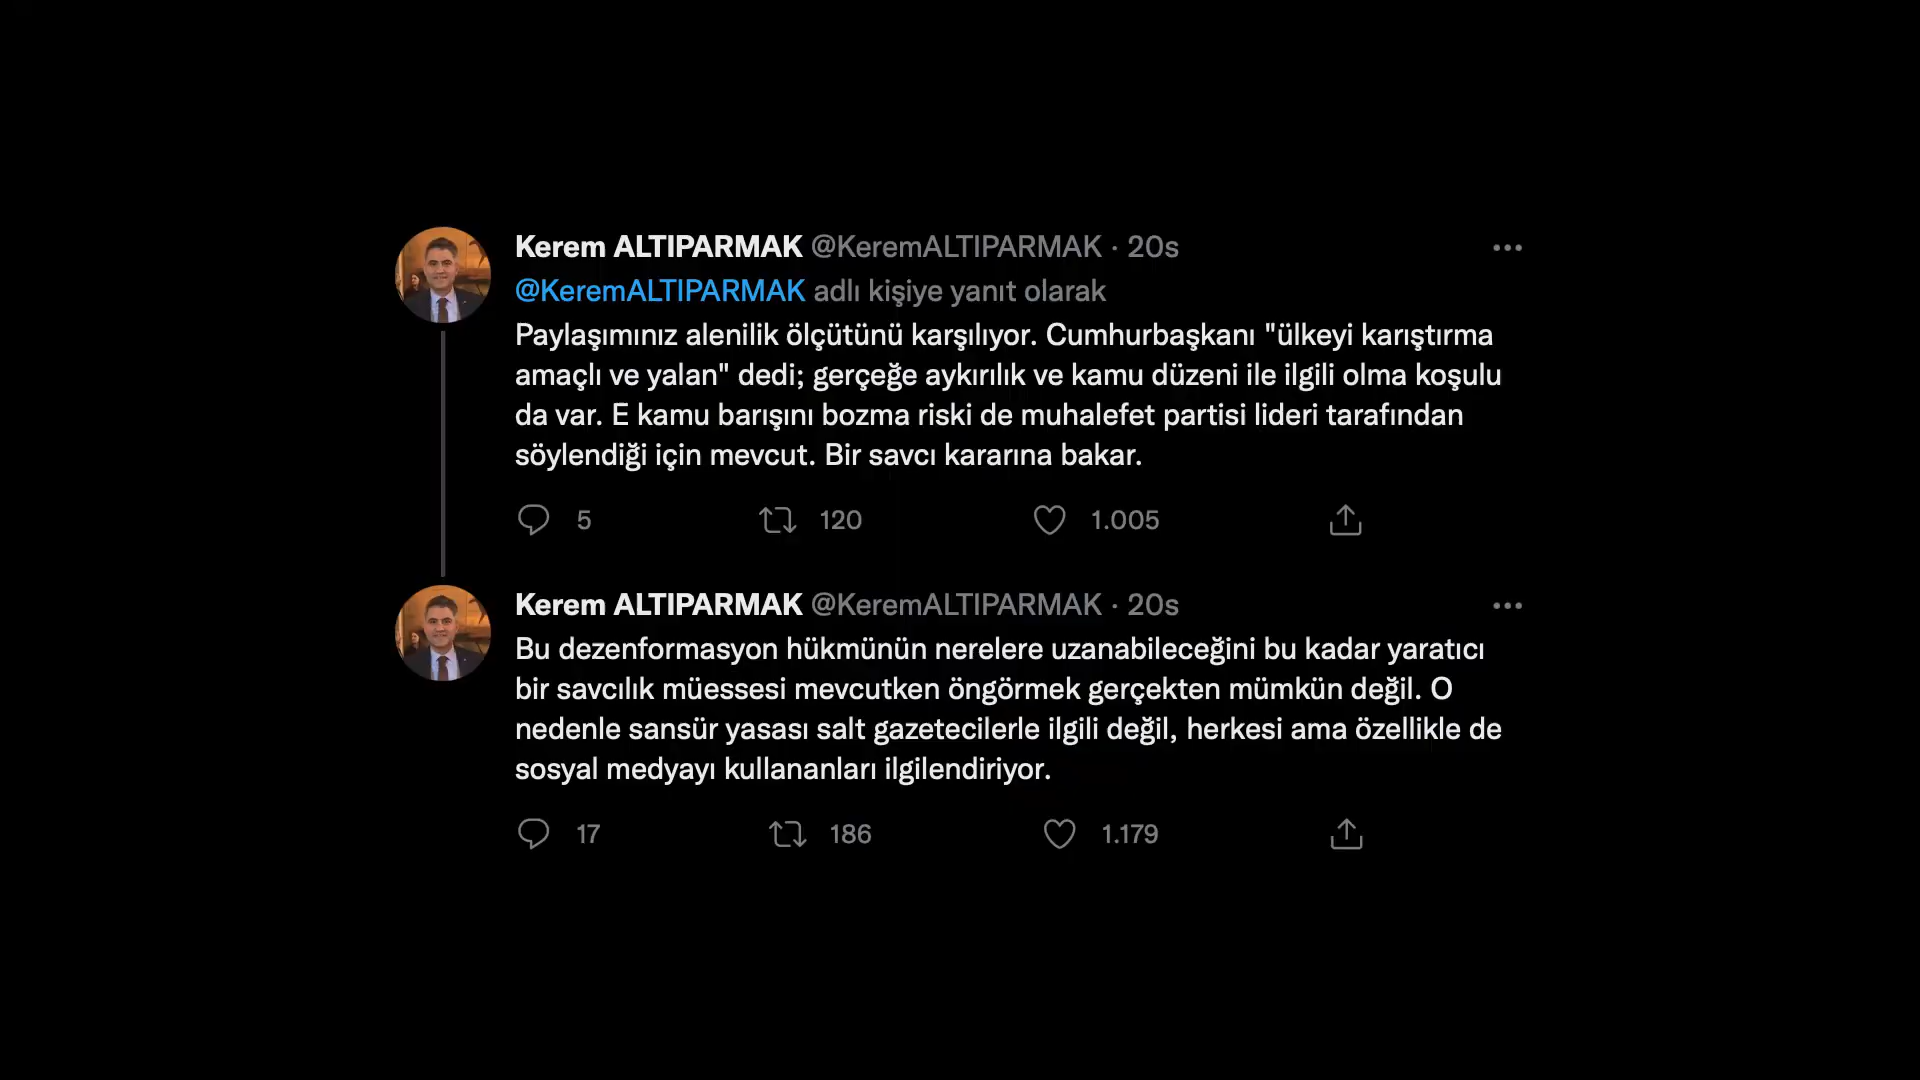 Kerem ALTIPARMAK @KeremALTIPARMAK · 20s
@KeremALTIPARMAK adlı kişiye yanıt olarak
Paylaşımınız alenilik ölçütünü karşılıyor. Cumhurbaşkanı "ülkeyi karıştırma
amaçlı ve yalan" dedi; gerçeğe aykırılık ve kamu düzeni ile ilgili olma koşulu
da var. E kamu barışını bozma riski de muhalefet partisi lideri tarafından
söylendiği için mevcut. Bir savcı kararına bakar.
5 120 1.005
Kerem ALTIPARMAK @KeremALTIPARMAK · 20s
Bu dezenformasyon hükmünün nerelere uzanabileceğini bu kadar yaratıcı
bir savcılık müessesi mevcutken öngörmek gerçekten mümkün değil. O
nedenle sansür yasası salt gazetecilerle ilgili değil, herkesi ama özellikle de
sosyal medyayı kullananları ilgilendiriyor.
17 186 1.179